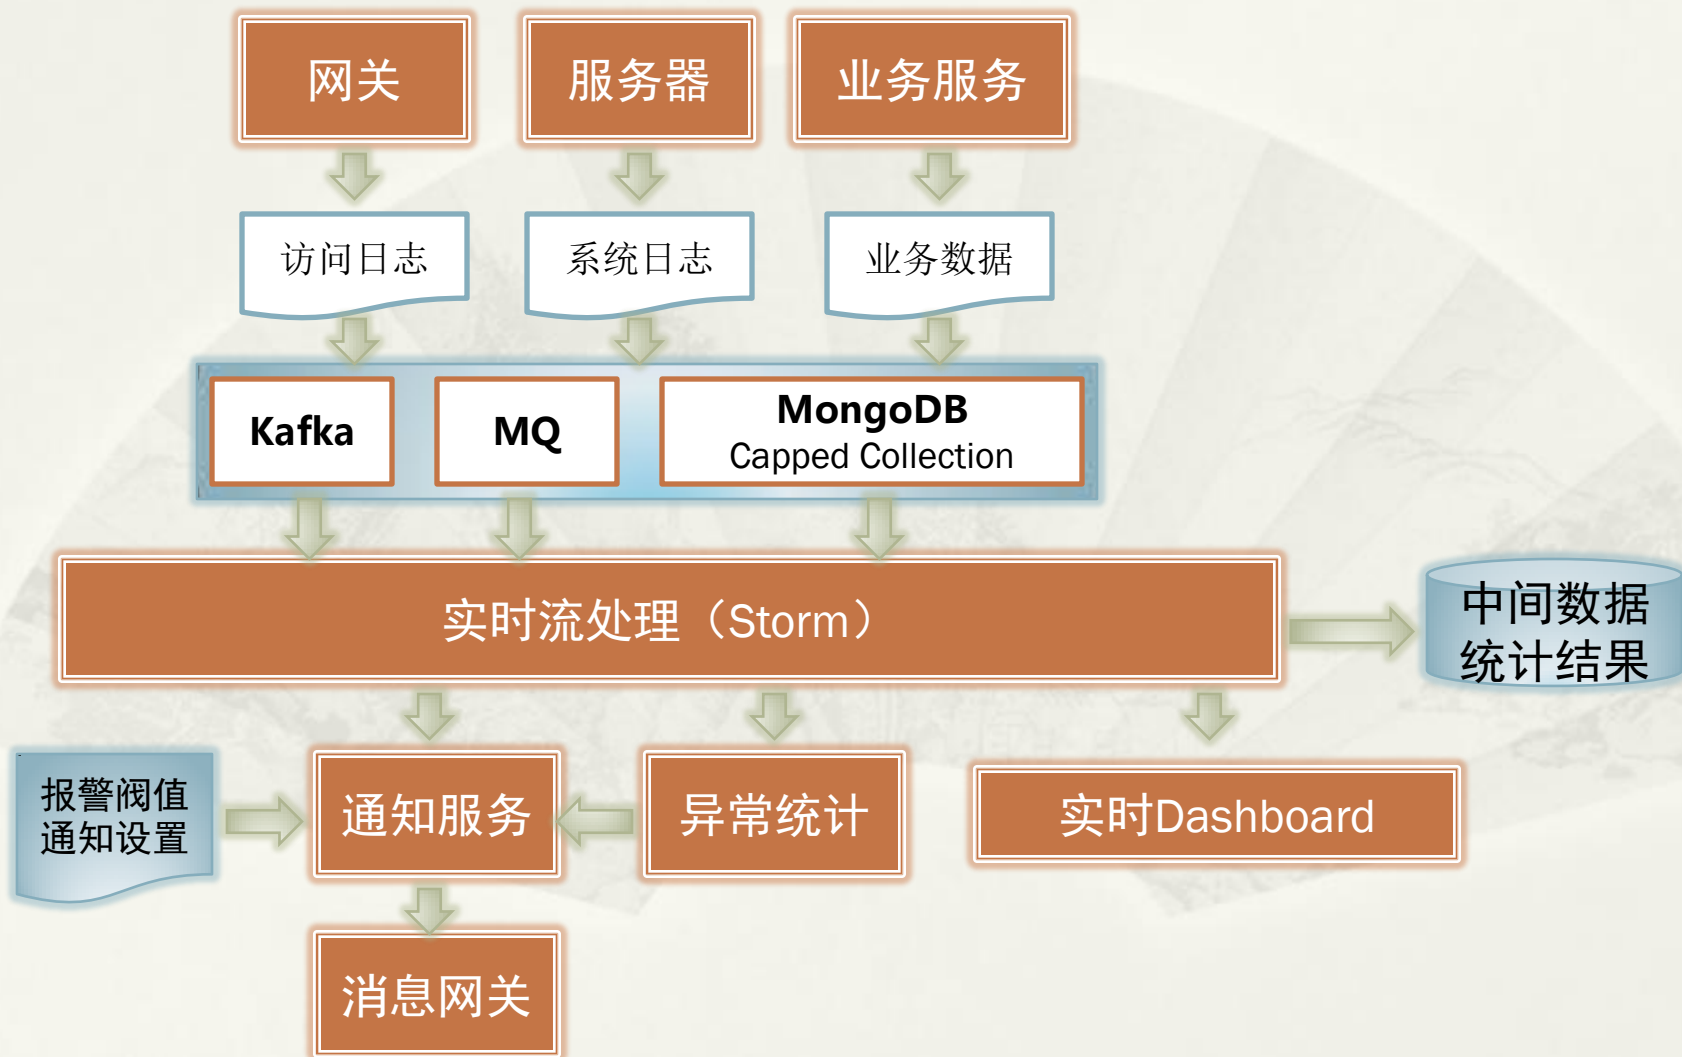 网关
服务器
业务服务
访问日志
系统日志
业务数据
Kafka
MQ
MongoDB
Capped Collection
实时流处理（Storm）
中间数据
统计结果
报警阀值
通知设置
通知服务
异常统计
实时Dashboard
消息网关